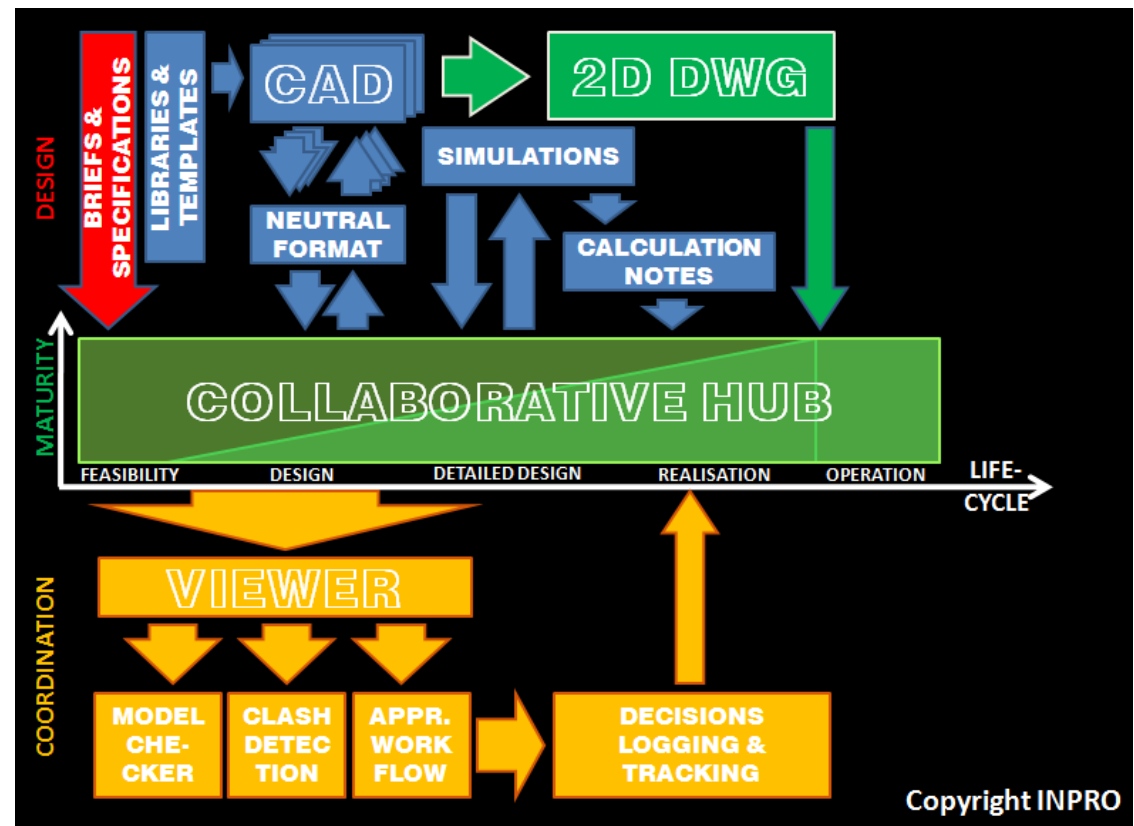 DESIGN
BRIEFS &
SPECIFICATIONS
LIBRARIES &
TEMPLATES
CAD
2D DWG
SIMULATIONS
NEUTRAL
FORMAT
CALCULATION
NOTES
MATURITY
COLLABORATIVE HUB
FEASIBILITY
DESIGN
DETAILED DESIGN
REALISATION
OPERATION
LIFE-
CYCLE
COORDINATION
VIEWER
MODEL
CHE-
CKER
CLASH
DETEC
TION
APPR.
WORK
FLOW
DECISIONS
LOGGING &
TRACKING
Copyright INPRO